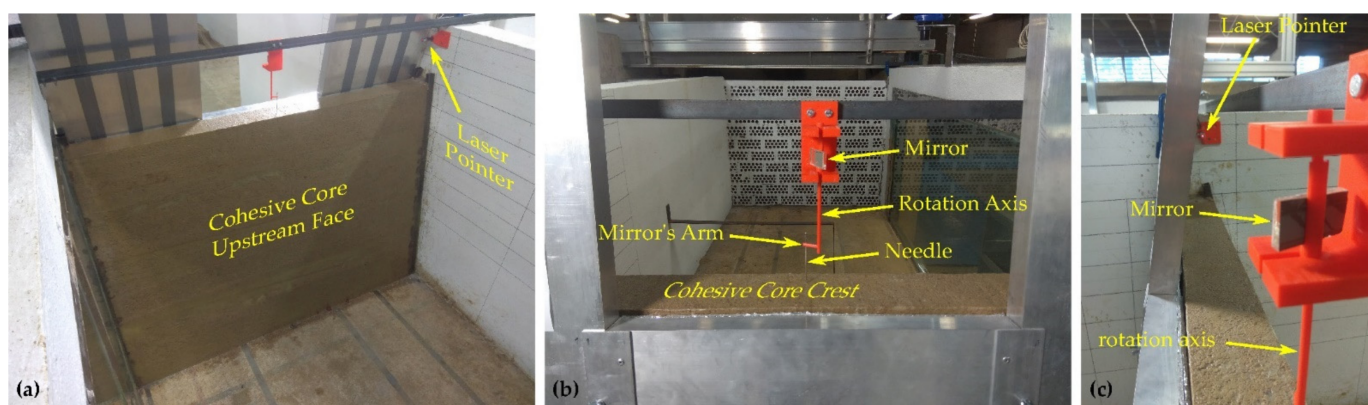 Laser
Pointer
Cohesive Core
Upstream Face
(a)
Mirror
Rotation Axis
Mirror's Arm
Needle
Cohesive Core Crest
(b)
Laser Pointer
Mirror
rotation axis
(c)